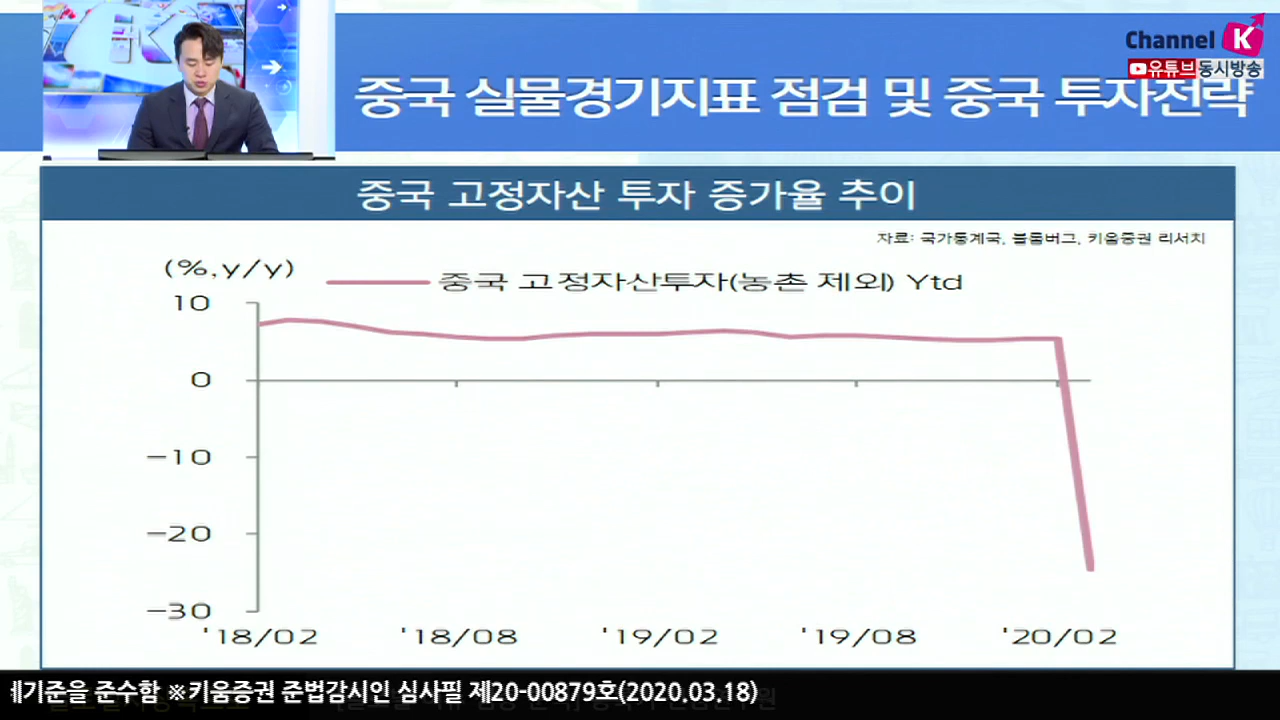 Channel K
유튜브 동시방송
중국 실물경기지표 점검 및 중국 투자전략
중국 고정자산 투자 증가율 추이
자료: 국가통계국, 블룸버그, 키움증권 리서치
(%,y/y)
중국 고정자산투자(농촌 제외) Ytd
10
0
-10
-20
-30
'18/02 '18/08 '19/02 '19/08 '20/02
기준을 준수함 ※키움증권 준법감시인 심사필 제20-00879호(2020.03.18)